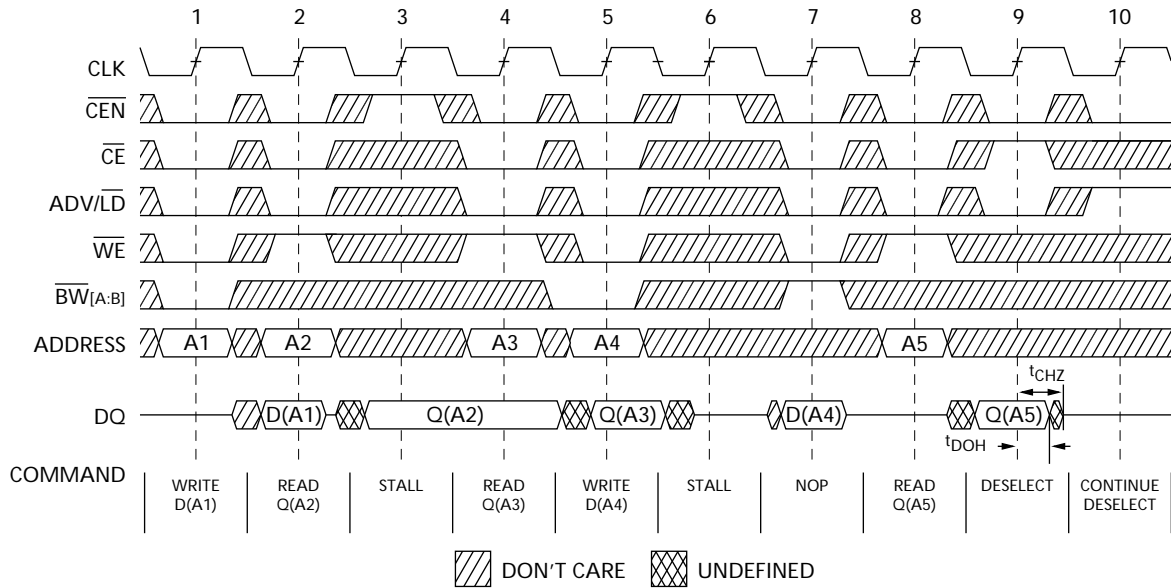 1 2 3 4 5 6 7 8 9 10
CLK
CEN
CE
ADV/LD
WE
BW[A:B]
ADDRESS A1 A2 A3 A4 A5
tCHZ
DQ D(A1) Q(A2) Q(A3) D(A4) Q(A5)
tDOH
COMMAND
WRITE D(A1)
READ Q(A2)
STALL
READ Q(A3)
WRITE D(A4)
STALL
NOP
READ Q(A5)
DESELECT
CONTINUE DESELECT
DON'T CARE UNDEFINED